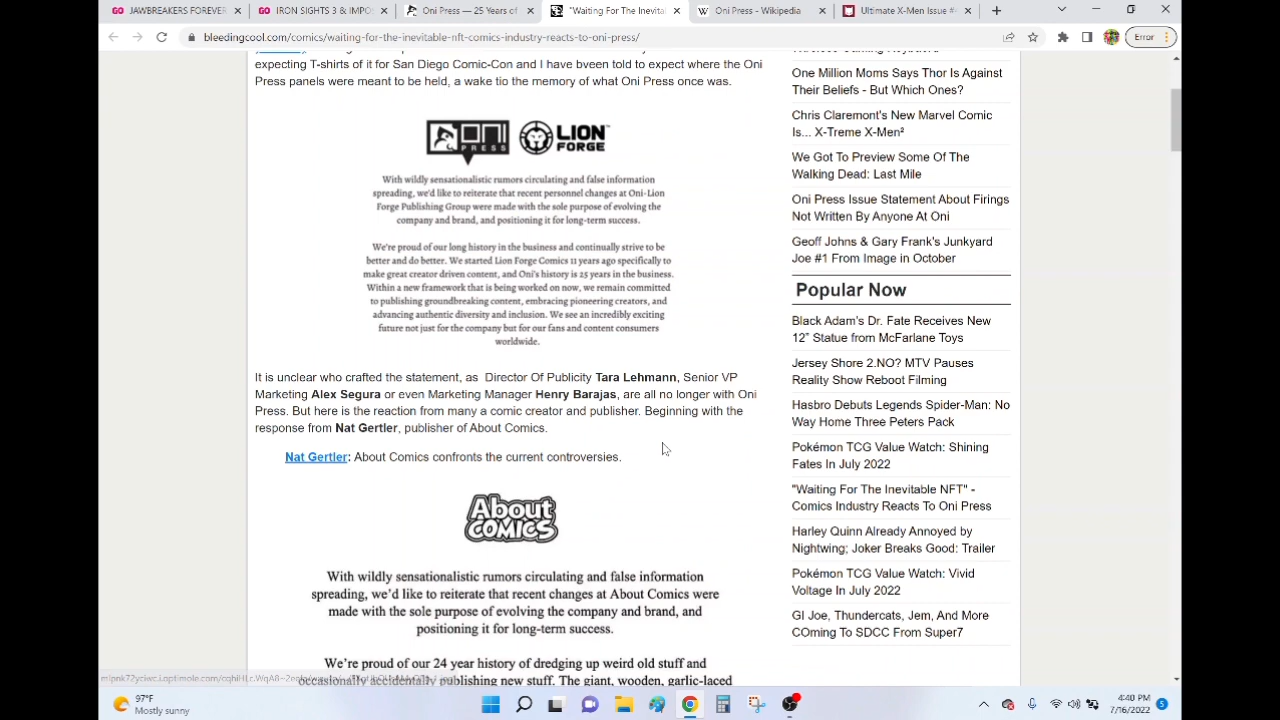 JAWBREAKERS FOREVER
IRON SIGHTS 3 & IMPOS
Oni Press — 25 Years of
"Waiting For The Inevita
Oni Press - Wikipedia
Ultimate X-Men Issue #
bleedingcool.com/comics/waiting-for-the-inevitable-nft-comics-industry-reacts-to-oni-press/
Error
expecting T-shirts of it for San Diego Comic-Con and I have bveen told to expect where the Oni
Press panels were meant to be held, a wake tio the memory of what Oni Press once was.
ONI PRESS
LION FORGE
With wildly sensationalistic rumors circulating and false information
spreading, we'd like to reiterate that recent personnel changes at Oni-Lion
Forge Publishing Group were made with the sole purpose of evolving the
company and brand, and positioning it for long-term success.
We're proud of our long history in the business and continually strive to be
better and do better. We started Lion Forge Comics 11 years ago specifically to
make great creator driven content, and Oni's history is 25 years in the business.
Within a new framework that is being worked on now, we remain committed
to publishing groundbreaking content, embracing pioneering creators, and
advancing authentic diversity and inclusion. We see an incredibly exciting
future not just for the company but for our fans and content consumers
worldwide.
It is unclear who crafted the statement, as Director Of Publicity Tara Lehmann, Senior VP
Marketing Alex Segura or even Marketing Manager Henry Barajas, are all no longer with Oni
Press. But here is the reaction from many a comic creator and publisher. Beginning with the
response from Nat Gertler, publisher of About Comics.
Nat Gertler: About Comics confronts the current controversies.
About COMICS
With wildly sensationalistic rumors circulating and false information
spreading, we'd like to reiterate that recent changes at About Comics were
made with the sole purpose of evolving the company and brand, and
positioning it for long-term success.
We're proud of our 24 year history of dredging up weird old stuff and
occasionally accidentally publishing new stuff. The giant, wooden, garlic-laced
One Million Moms Says Thor Is Against
Their Beliefs - But Which Ones?
Chris Claremont's New Marvel Comic
Is... X-Treme X-Men²
We Got To Preview Some Of The
Walking Dead: Last Mile
Oni Press Issue Statement About Firings
Not Written By Anyone At Oni
Geoff Johns & Gary Frank's Junkyard
Joe #1 From Image in October
Popular Now
Black Adam's Dr. Fate Receives New
12" Statue from McFarlane Toys
Jersey Shore 2.NO? MTV Pauses
Reality Show Reboot Filming
Hasbro Debuts Legends Spider-Man: No
Way Home Three Peters Pack
Pokémon TCG Value Watch: Shining
Fates In July 2022
"Waiting For The Inevitable NFT" -
Comics Industry Reacts To Oni Press
Harley Quinn Already Annoyed by
Nightwing; Joker Breaks Good: Trailer
Pokémon TCG Value Watch: Vivid
Voltage In July 2022
GI Joe, Thundercats, Jem, And More
COming To SDCC From Super7
97°F
Mostly sunny
4:40 PM
7/16/2022
5